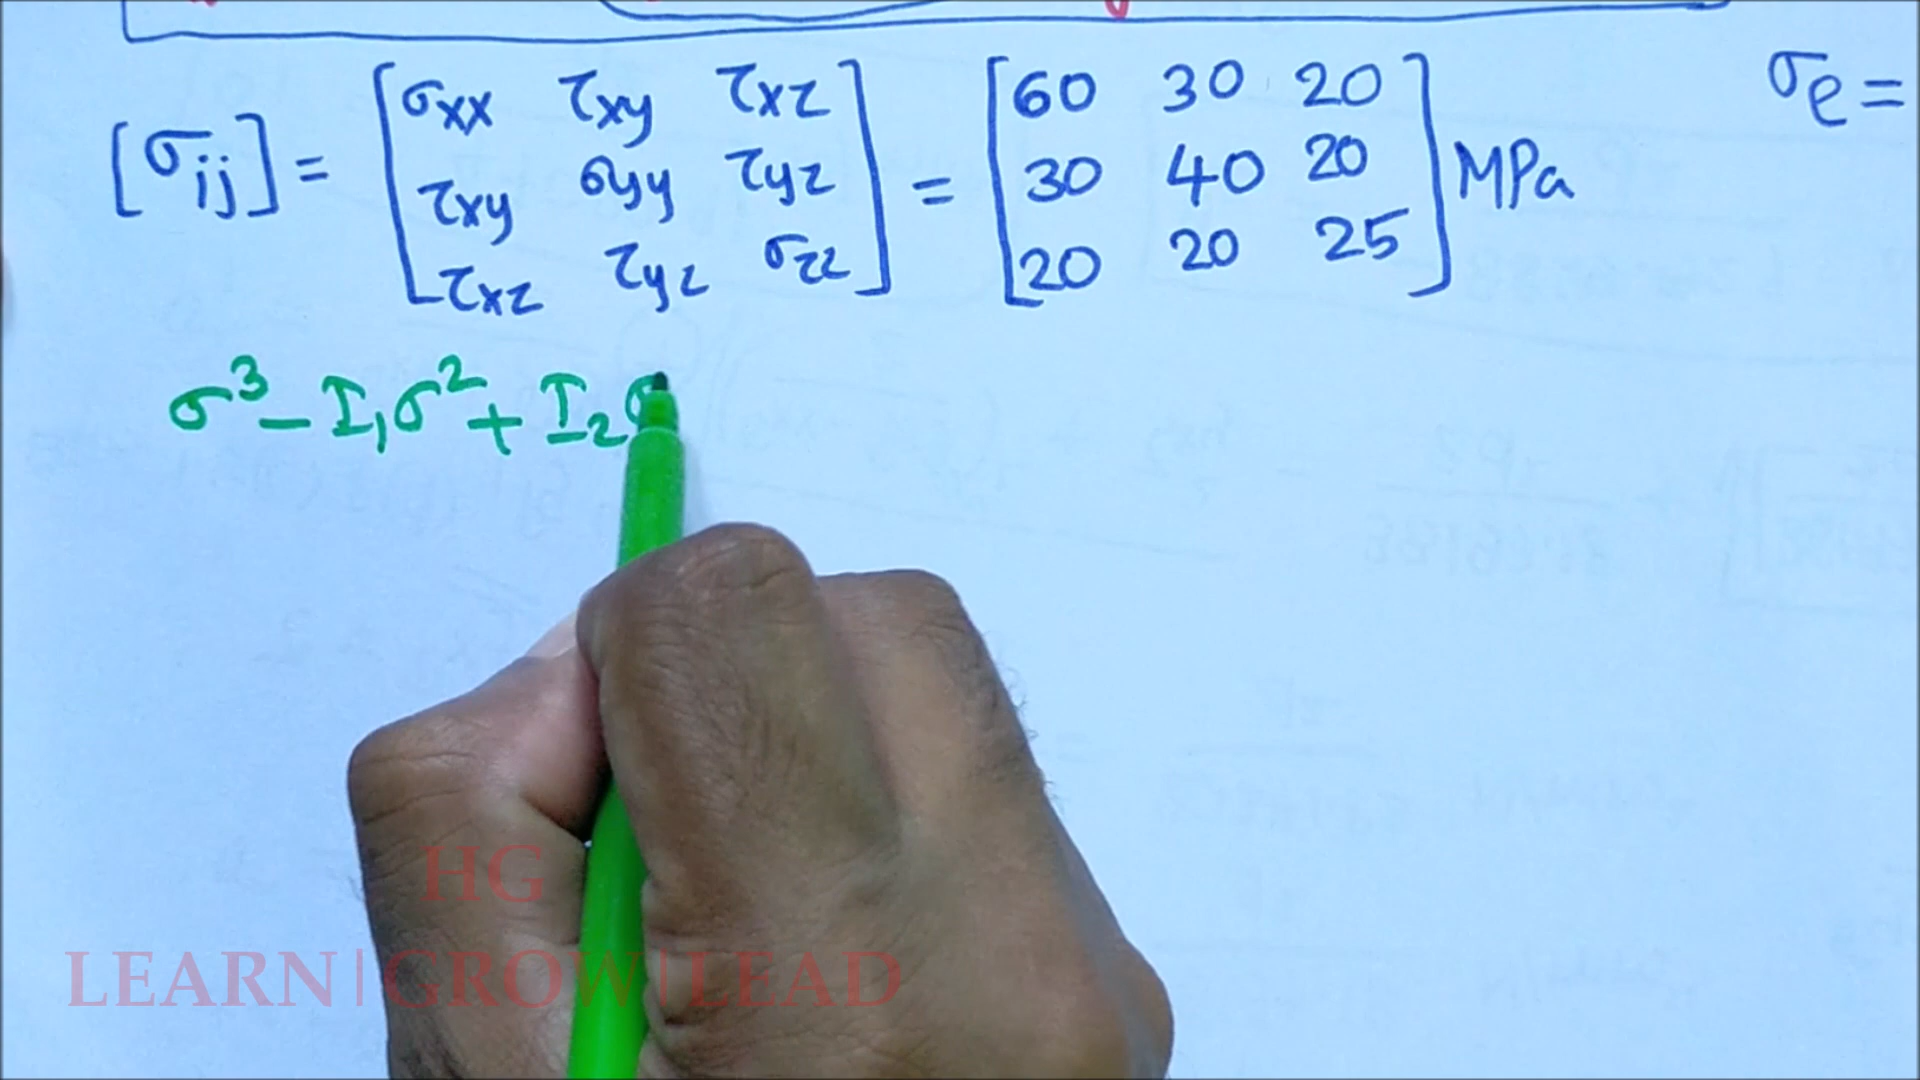 [σij] = [σxx τxy τxz = [60 30 20 σe =
τxy σyy τyz 30 40 20 MPa
τxz τyz σzz] 20 20 25]
σ³ - I₁σ² + I₂σ
HG
LEARN|GROW|LEAD